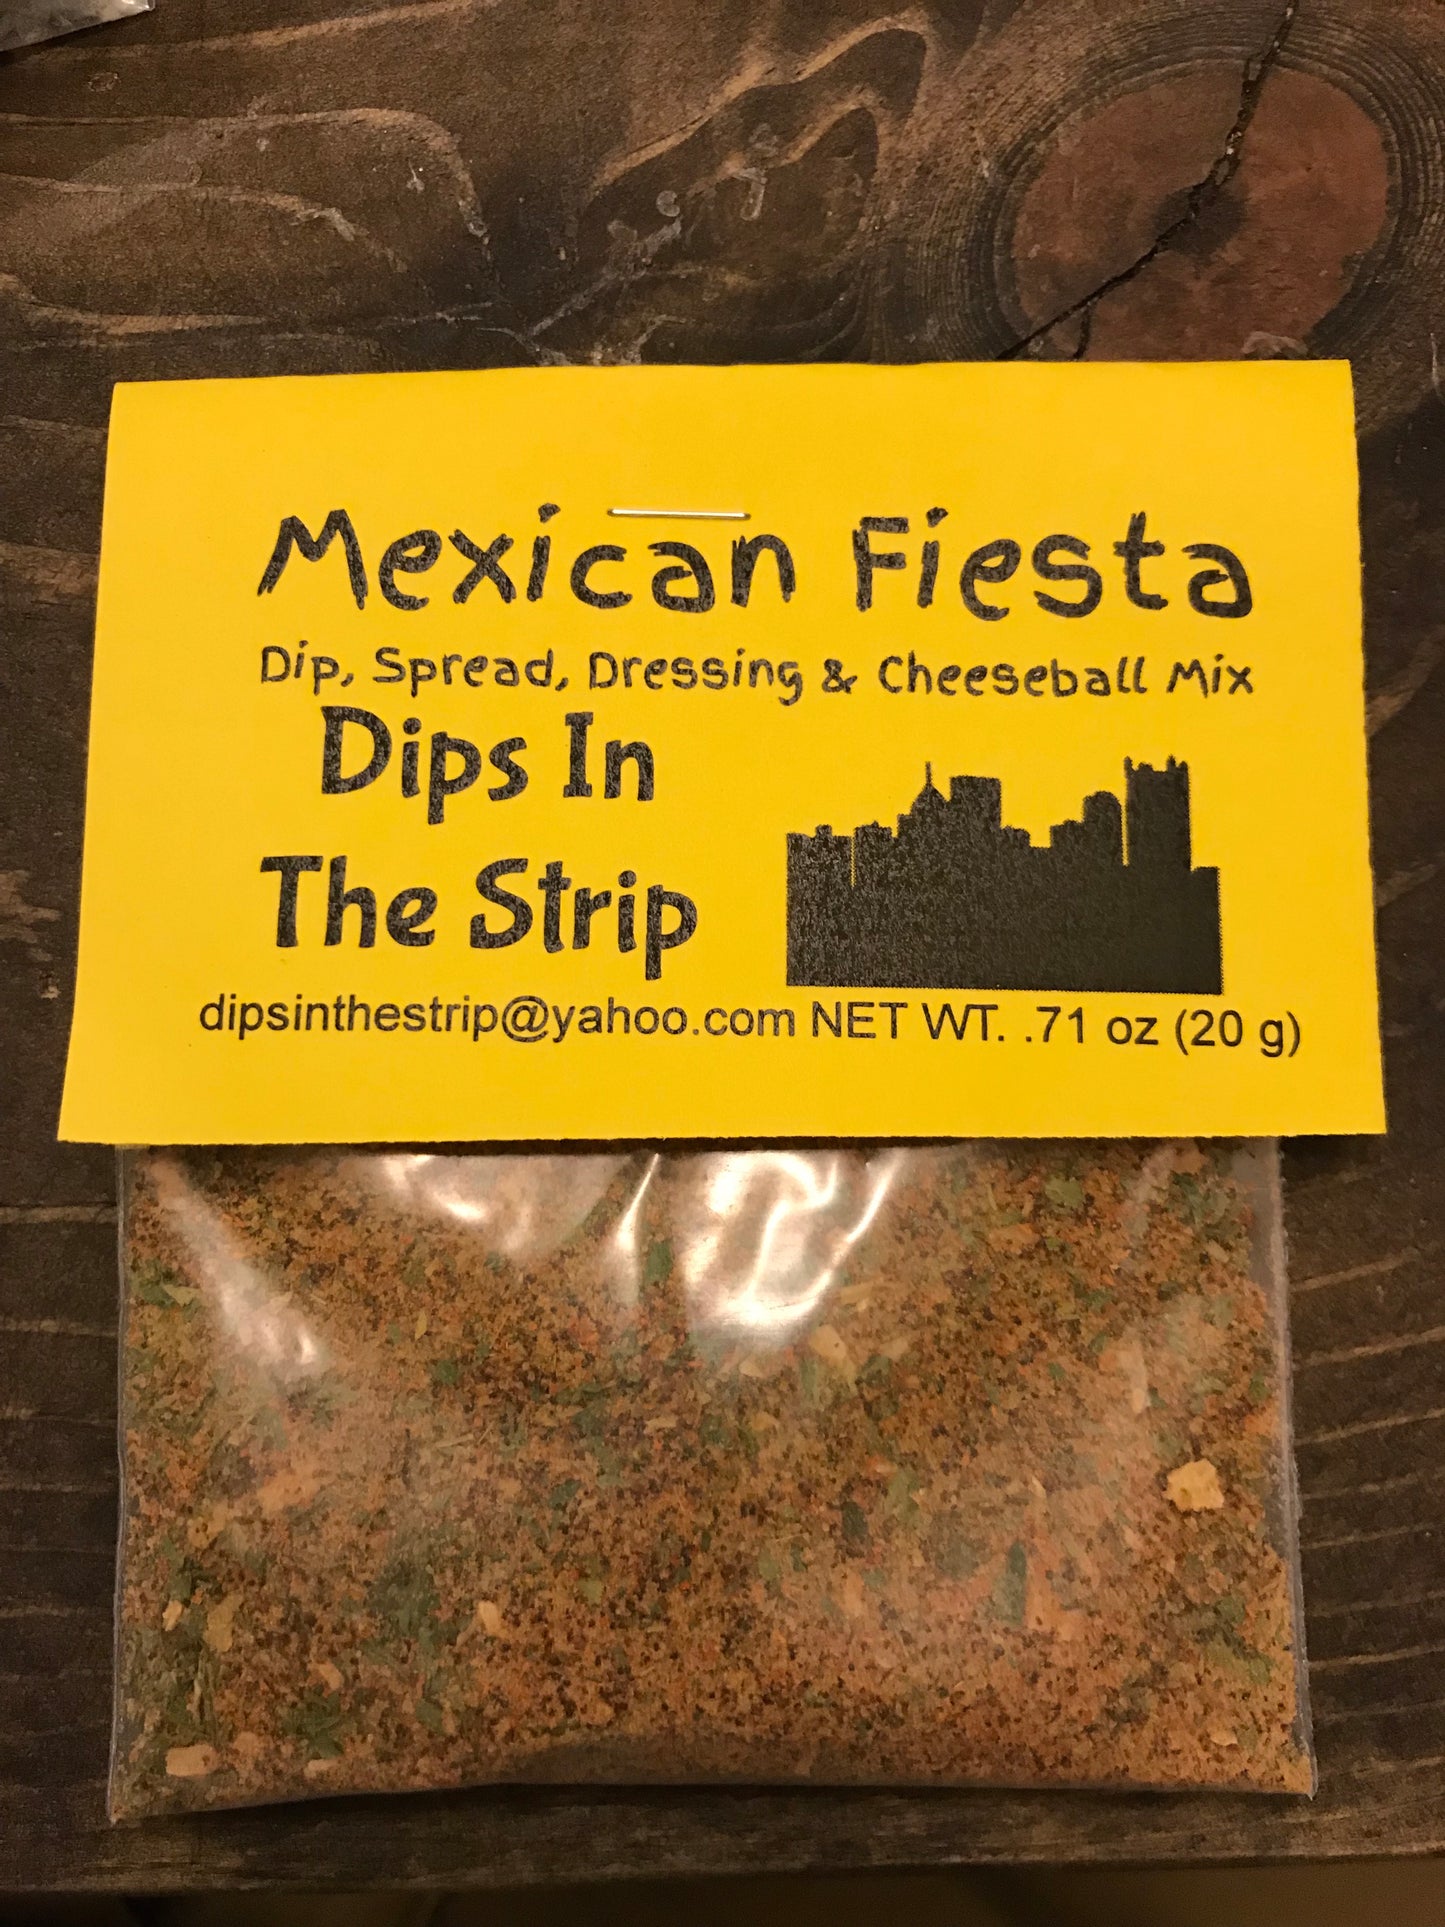 Mexican Fiesta
Dip, Spread, Dressing & Cheeseball Mix
Dips In
The Strip
dipsinthestrip@yahoo.com NET WT. .71 oz (20 g)